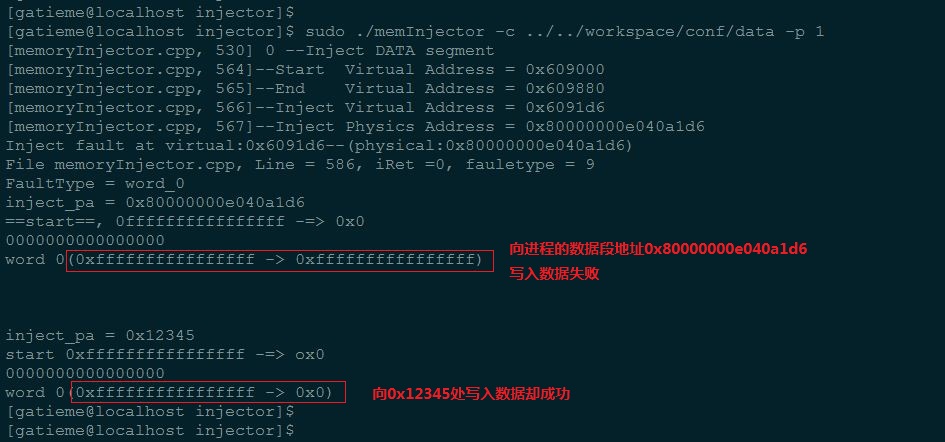 [gatieme@localhost injector]$
[gatieme@localhost injector]$ sudo ./memInjector -c ../../workspace/conf/data -p 1
[memoryInjector.cpp, 530] 0 --Inject DATA segment
[memoryInjector.cpp, 564]--Start  Virtual Address = 0x609000
[memoryInjector.cpp, 565]--End    Virtual Address = 0x609880
[memoryInjector.cpp, 566]--Inject Virtual Address = 0x6091d6
[memoryInjector.cpp, 567]--Inject Physics Address = 0x80000000e040a1d6
Inject fault at virtual:0x6091d6--(physical:0x80000000e040a1d6)
File memoryInjector.cpp, Line = 586, iRet =0, fauletype = 9
FaultType = word_0
inject_pa = 0x80000000e040a1d6
==start==, 0ffffffffffffffff -=> 0x0
0000000000000000
word 0(0xffffffffffffffff -> 0xffffffffffffffff)
向进程的数据段地址0x80000000e040a1d6
写入数据失败
inject_pa = 0x12345
start 0xffffffffffffffff -=> ox0
0000000000000000
word 0(0xffffffffffffffff -> 0x0)
向0x12345处写入数据却成功
[gatieme@localhost injector]$
[gatieme@localhost injector]$